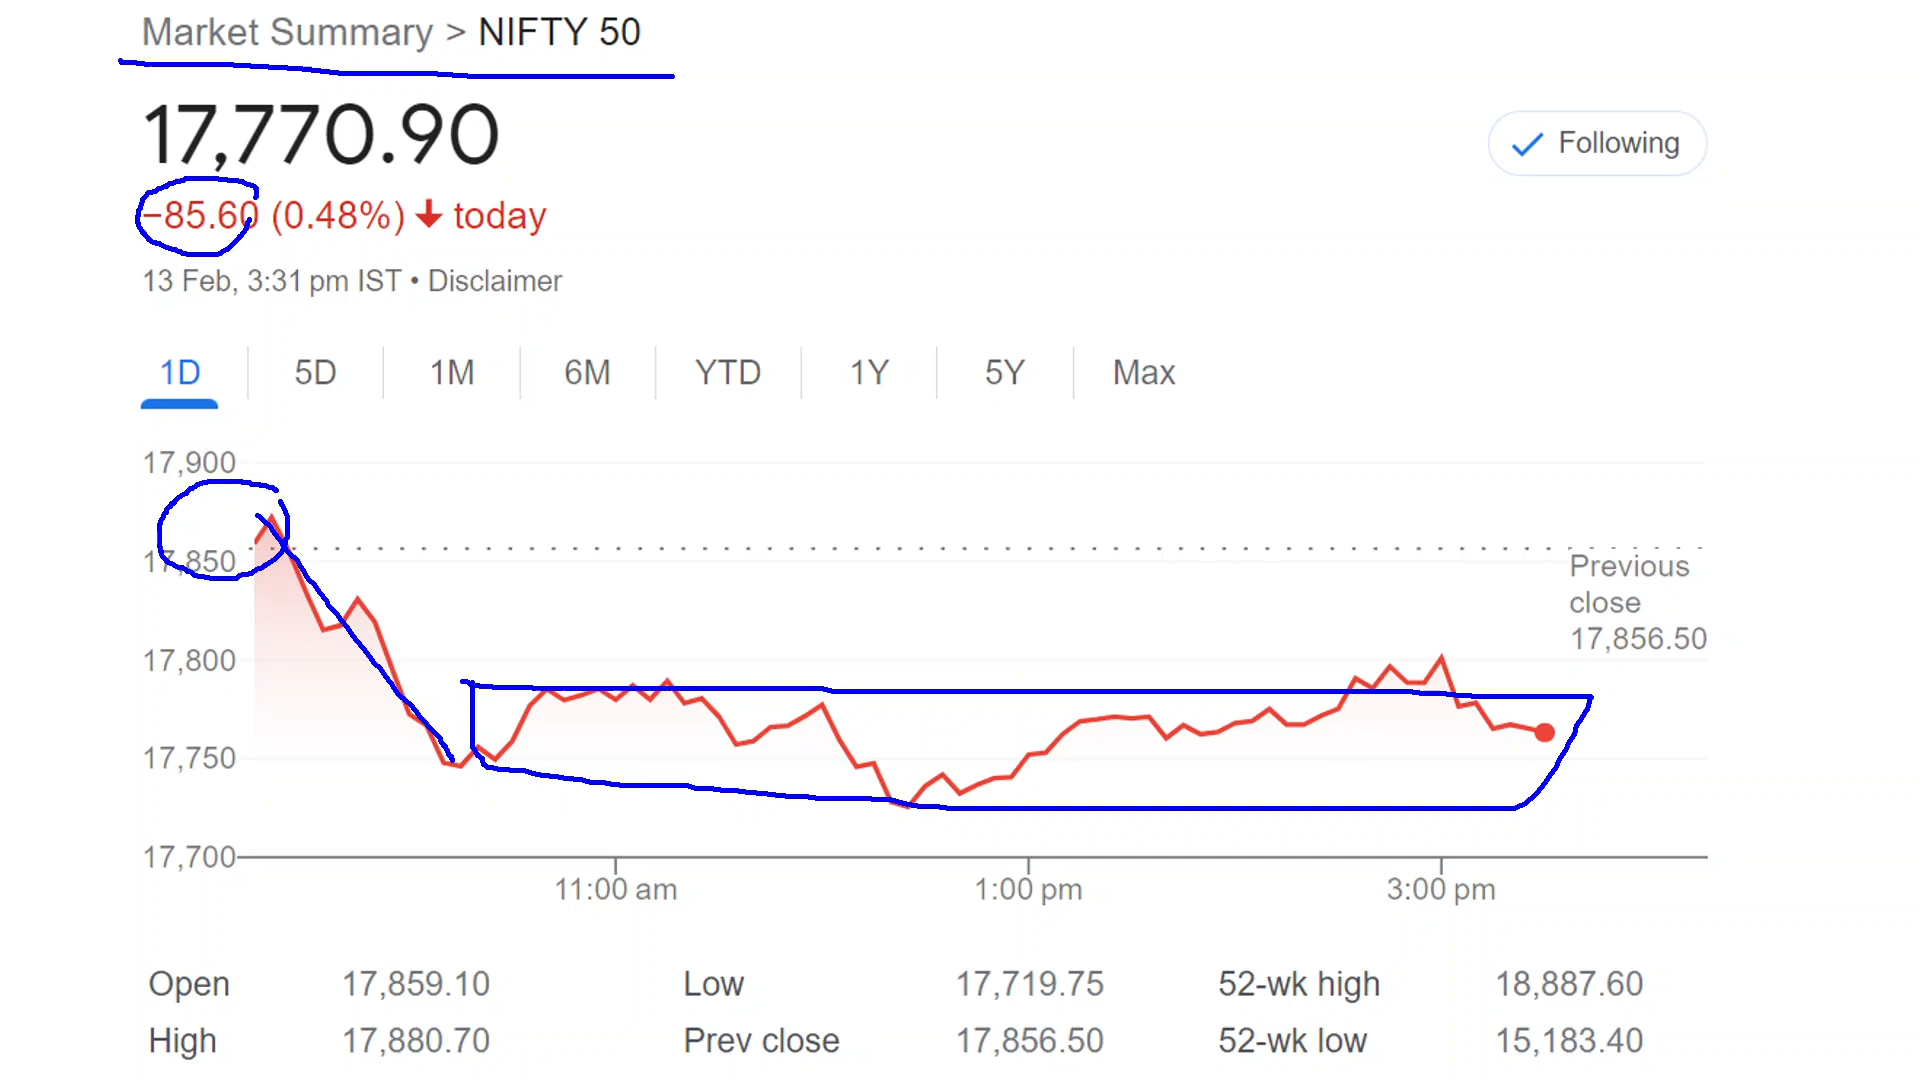 Market Summary > NIFTY 50
17,770.90
Following
−85.60 (0.48%) ↓ today
13 Feb, 3:31 pm IST • Disclaimer
1D 5D 1M 6M YTD 1Y 5Y Max
17,900
17,850
17,800
17,750
17,700
Previous
close
17,856.50
11:00 am 1:00 pm 3:00 pm
Open 17,859.10 Low 17,719.75 52-wk high 18,887.60
High 17,880.70 Prev close 17,856.50 52-wk low 15,183.40